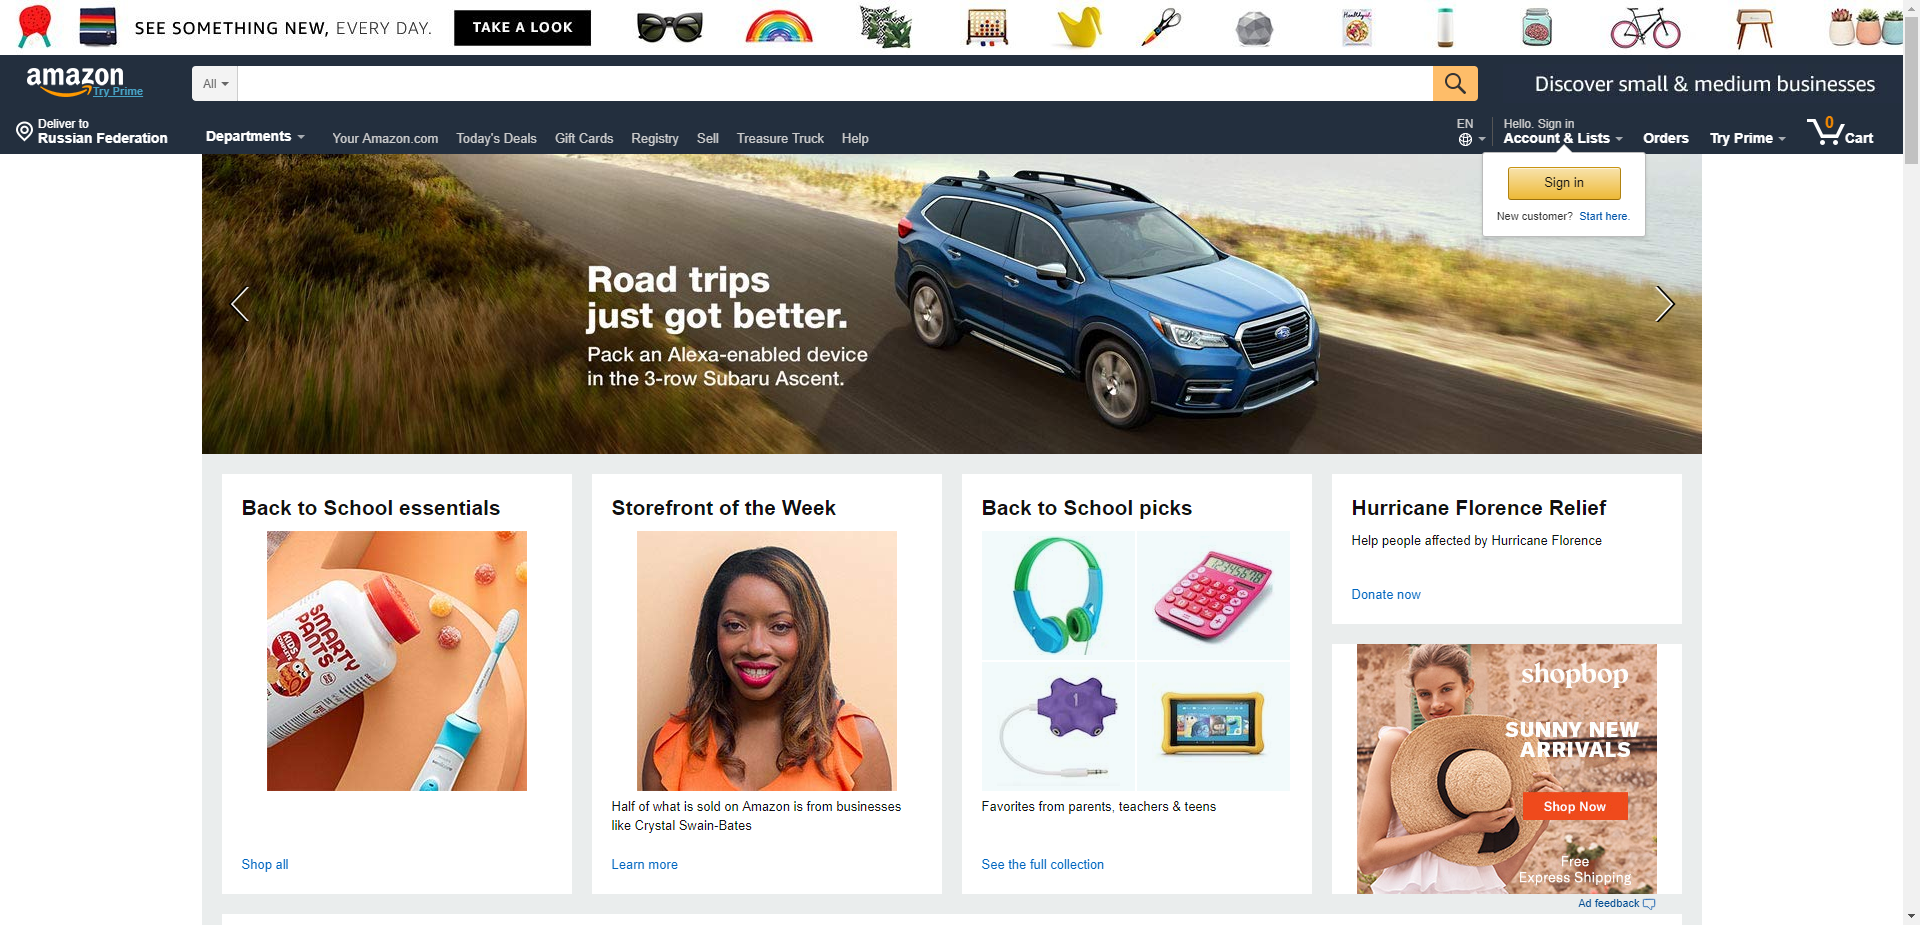 SEE SOMETHING NEW, EVERY DAY.
TAKE A LOOK
Healthyish
amazon
Try Prime
All
Discover small & medium businesses
Deliver to
Russian Federation
Departments
Your Amazon.com
Today's Deals
Gift Cards
Registry
Sell
Treasure Truck
Help
EN
Hello. Sign in
Account & Lists
Orders
Try Prime
0
Cart
Sign in
New customer? Start here.
Road trips
just got better.
Pack an Alexa-enabled device
in the 3-row Subaru Ascent.
Back to School essentials
SMARTY
PANTS
KIDS
Shop all
Storefront of the Week
Half of what is sold on Amazon is from businesses
like Crystal Swain-Bates
Learn more
Back to School picks
12345678
1
Favorites from parents, teachers & teens
See the full collection
Hurricane Florence Relief
Help people affected by Hurricane Florence
Donate now
shopbop
SUNNY NEW
ARRIVALS
Shop Now
Free
Express Shipping
Ad feedback